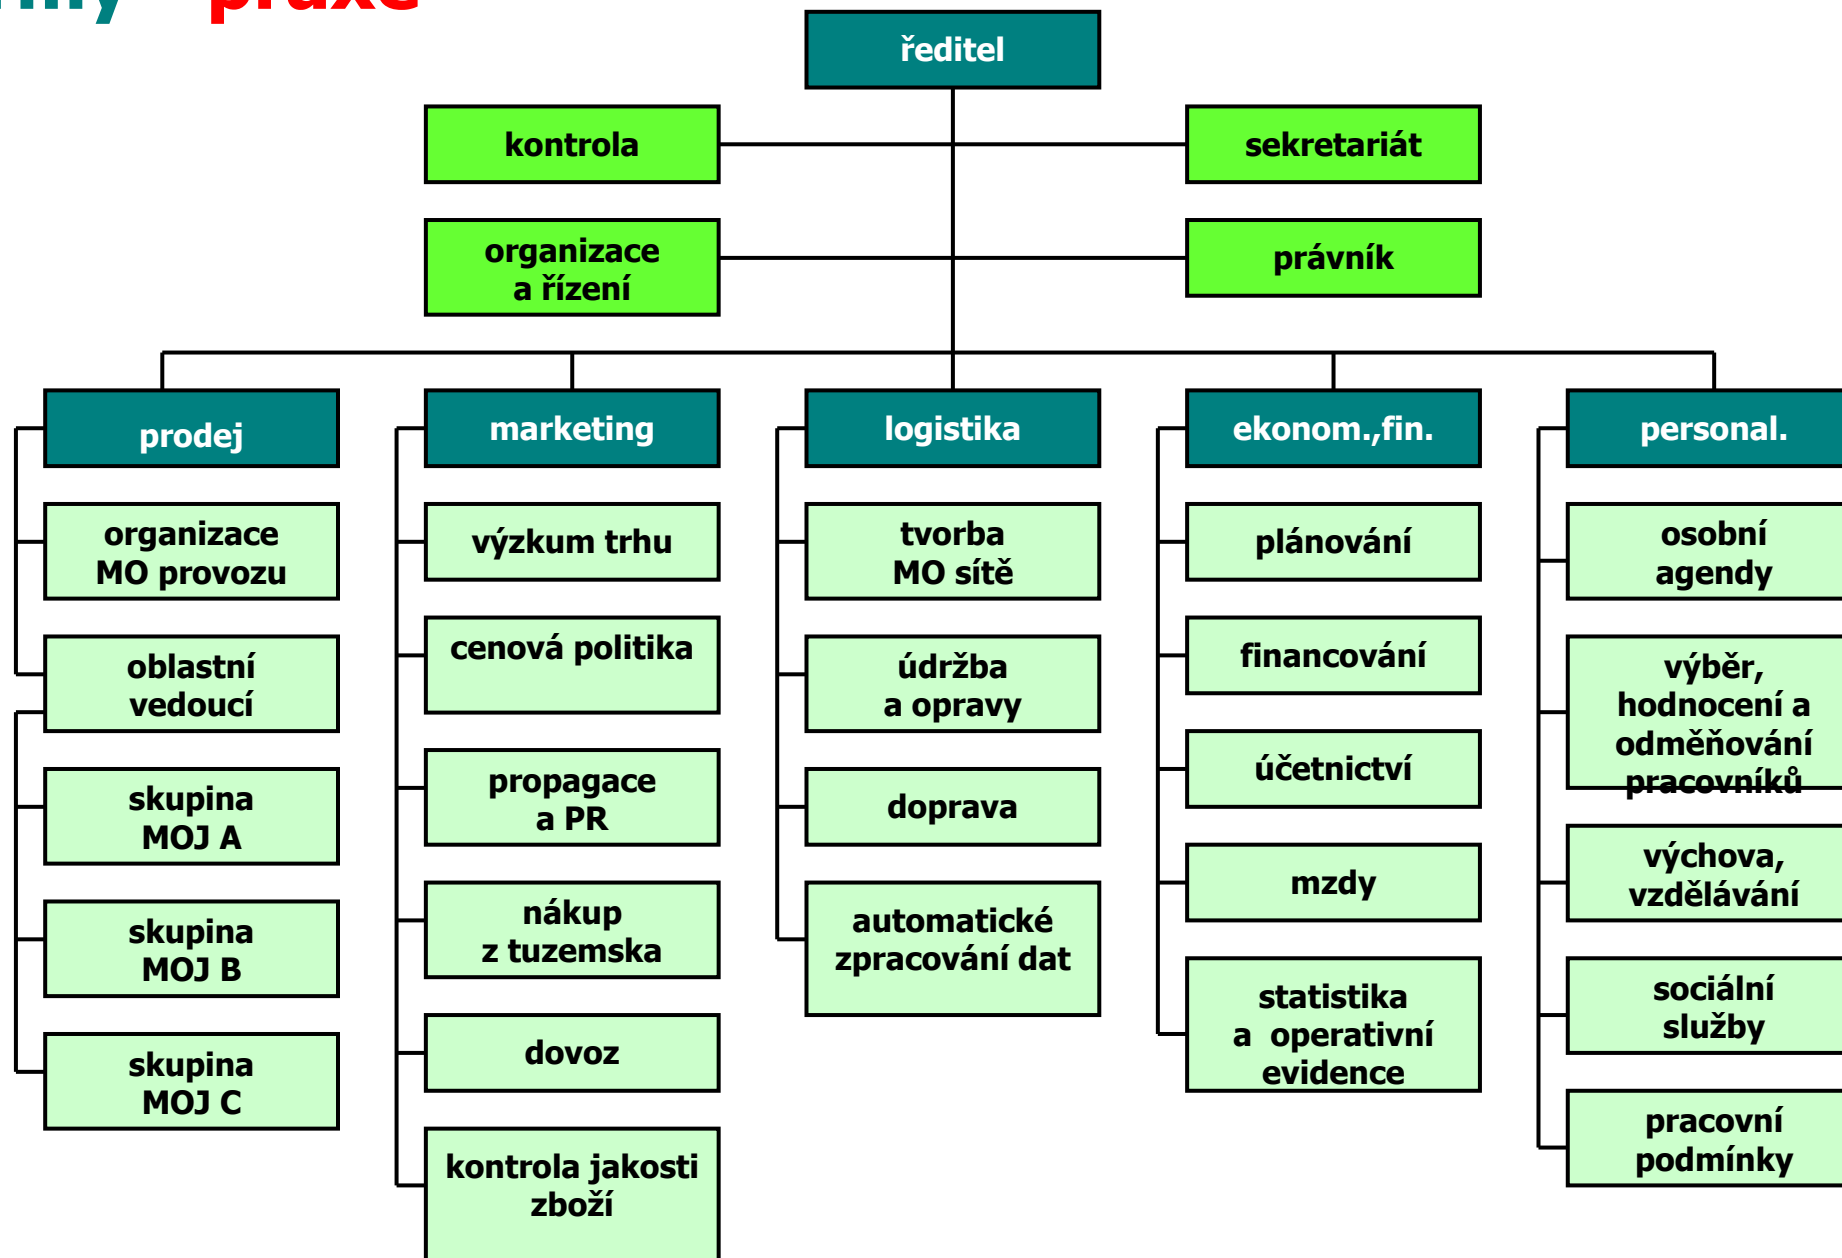 praxe
ředitel
kontrola
sekretariát
organizace
a řízení
právník
prodej
marketing
logistika
ekonom.,fin.
personal.
organizace
MO provozu
oblastní
vedoucí
skupina
MOJ A
skupina
MOJ B
skupina
MOJ C
výzkum trhu
cenová politika
propagace
a PR
nákup
z tuzemska
dovoz
kontrola jakosti
zboží
tvorba
MO sítě
údržba
a opravy
doprava
automatické
zpracování dat
plánování
financování
účetnictví
mzdy
statistika
a  operativní
evidence
osobní
agendy
výběr,
hodnocení a
odměňování
pracovníků
výchova,
vzdělávání
sociální
služby
pracovní
podmínky